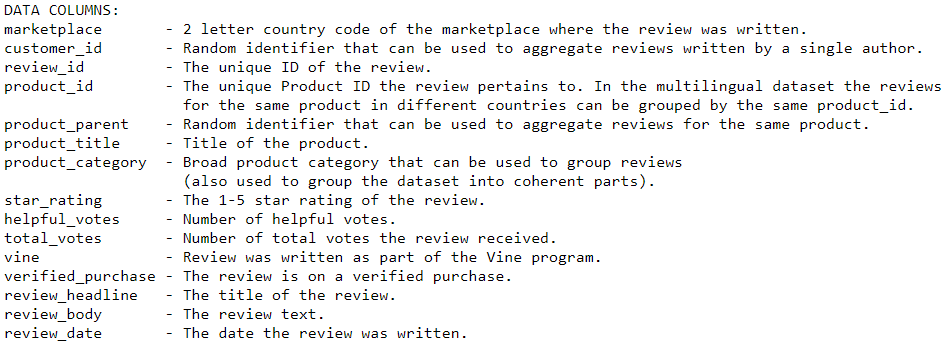 DATA COLUMNS:
marketplace - 2 letter country code of the marketplace where the review was written.
customer_id - Random identifier that can be used to aggregate reviews written by a single author.
review_id - The unique ID of the review.
product_id - The unique Product ID the review pertains to. In the multilingual dataset the reviews
for the same product in different countries can be grouped by the same product_id.
product_parent - Random identifier that can be used to aggregate reviews for the same product.
product_title - Title of the product.
product_category - Broad product category that can be used to group reviews
(also used to group the dataset into coherent parts).
star_rating - The 1-5 star rating of the review.
helpful_votes - Number of helpful votes.
total_votes - Number of total votes the review received.
vine - Review was written as part of the Vine program.
verified_purchase - The review is on a verified purchase.
review_headline - The title of the review.
review_body - The review text.
review_date - The date the review was written.